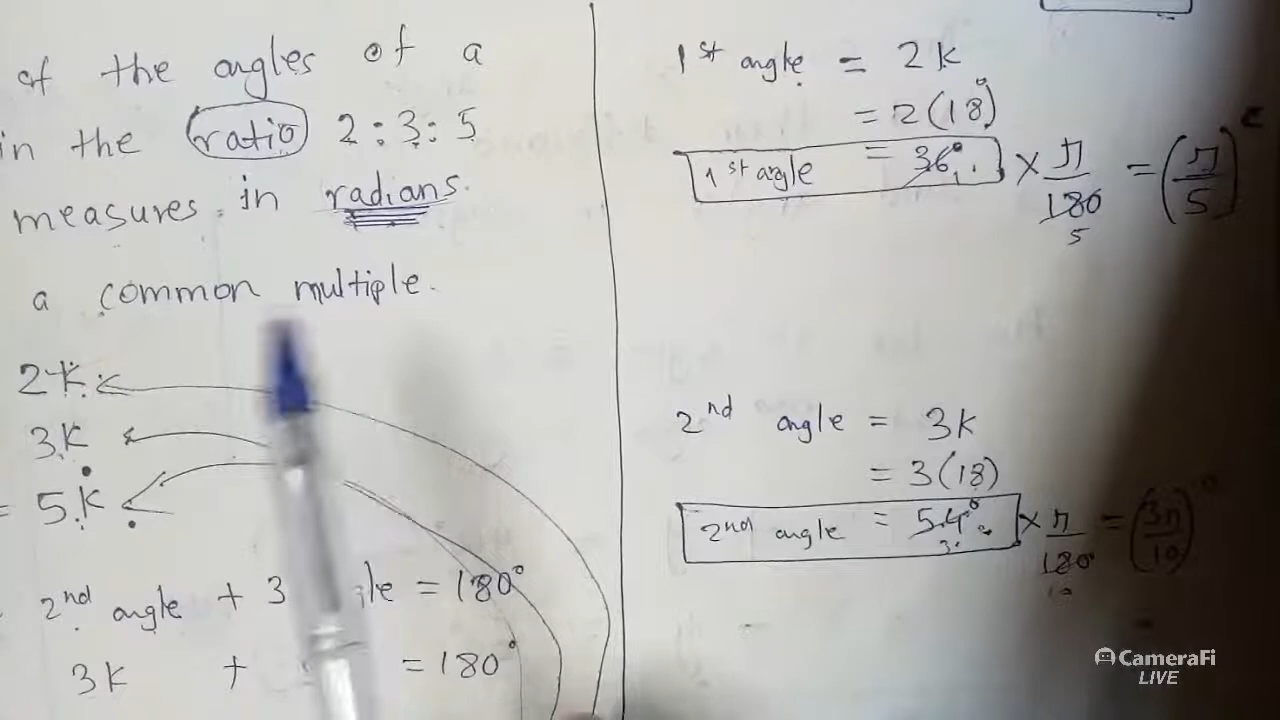 of the angles of a
in the ratio 2 : 3 : 5
measures in radians.
a common multiple.
2k
3k
= 5k
2nd angle + 3 = 180°
3k + = 180°
1st angle = 2k
= 2(18°)
1st angle = 36° × π/180 = (π/5)^c
5
2nd angle = 3k
= 3(18)
2nd angle = 54° × π/180° = (3π/10)^c
3 10
CameraFi
LIVE